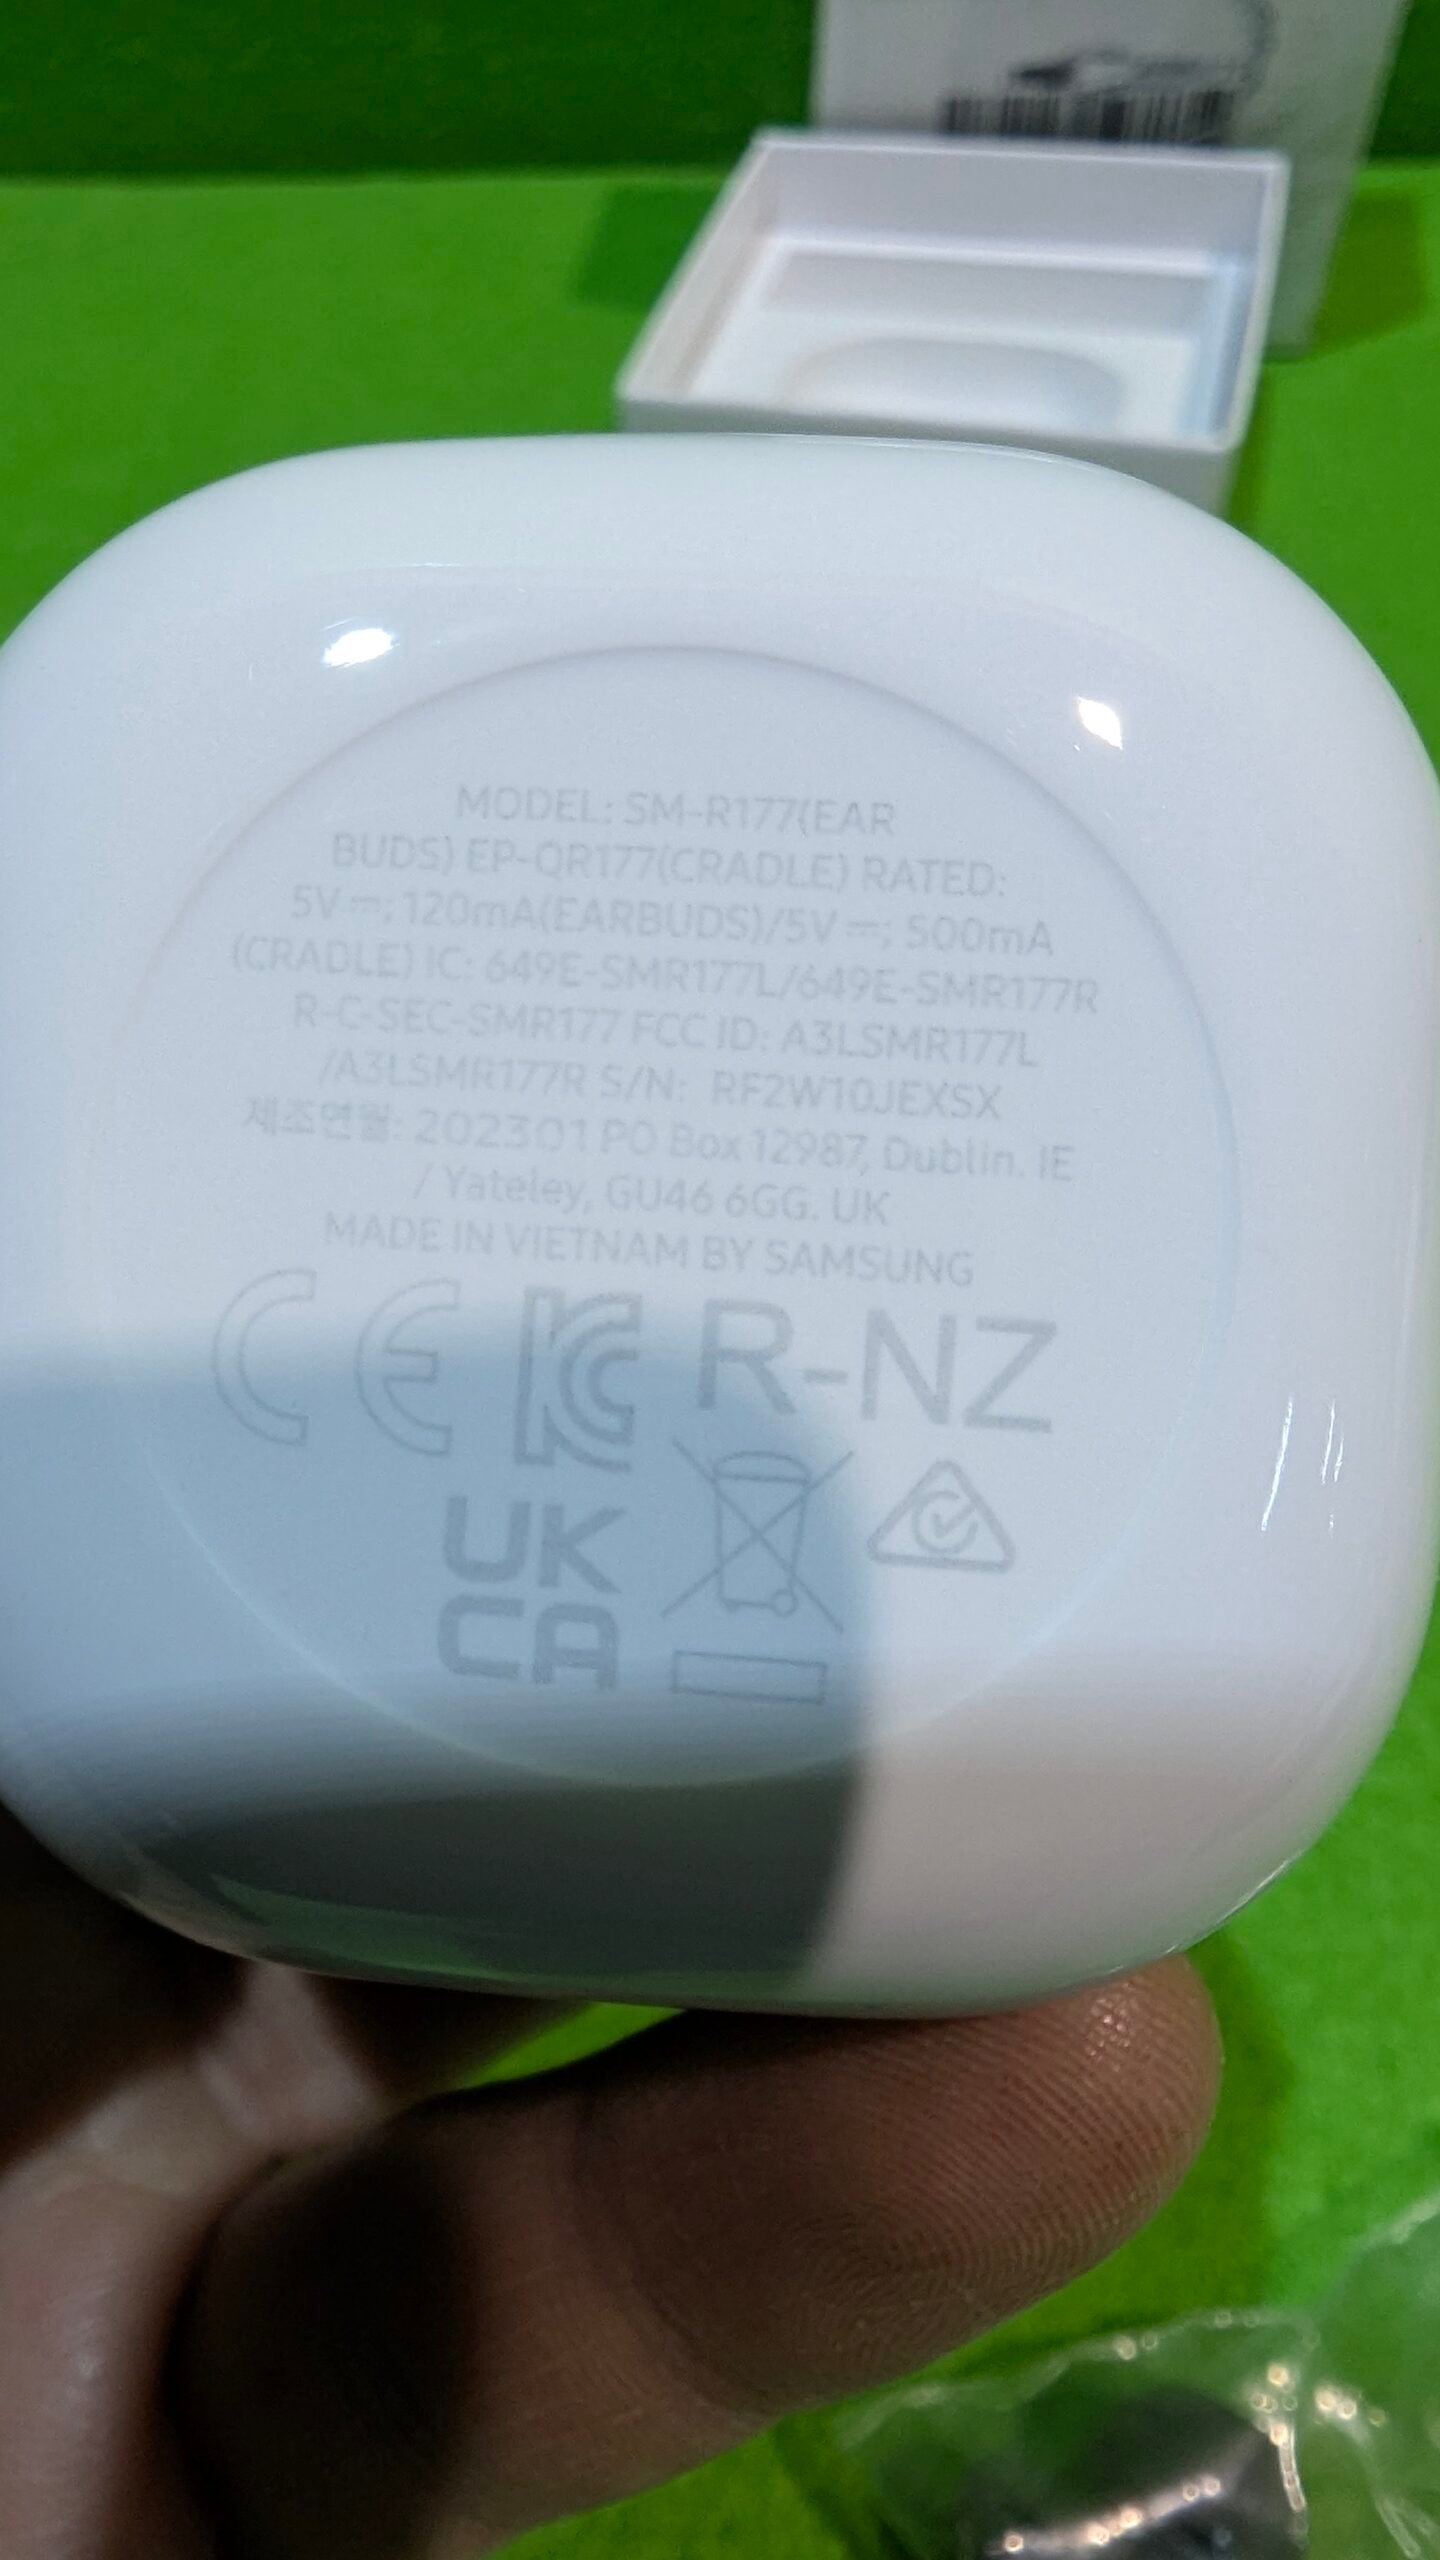 MODEL: SM-R177(EAR
BUDS) EP-QR177(CRADLE) RATED:
5V ⎓; 120mA(EARBUDS)/5V ⎓; 500mA
(CRADLE) IC: 649E-SMR177L/649E-SMR177R
R-C-SEC-SMR177 FCC ID: A3LSMR177L
/A3LSMR177R S/N: RF2W10JEXSX
제조연월: 202301 PO Box 12987, Dublin. IE
/ Yateley, GU46 6GG. UK
MADE IN VIETNAM BY SAMSUNG
CE KC R-NZ
UK
CA